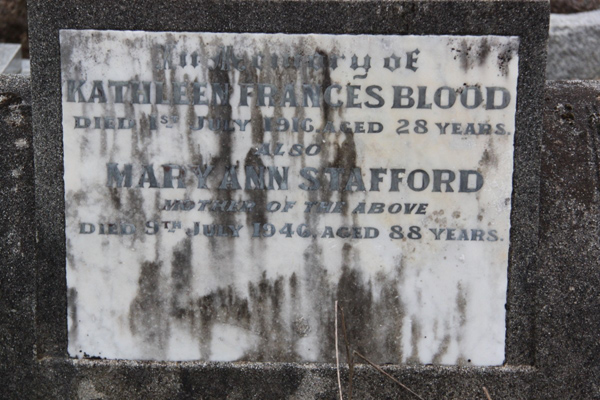 In Memory of
KATHLEEN FRANCES BLOOD
DIED 1ST JULY 1916. AGED 28 YEARS.
ALSO
MARY ANN STAFFORD
MOTHER OF THE ABOVE
DIED 9TH JULY 1940. AGED 88 YEARS.